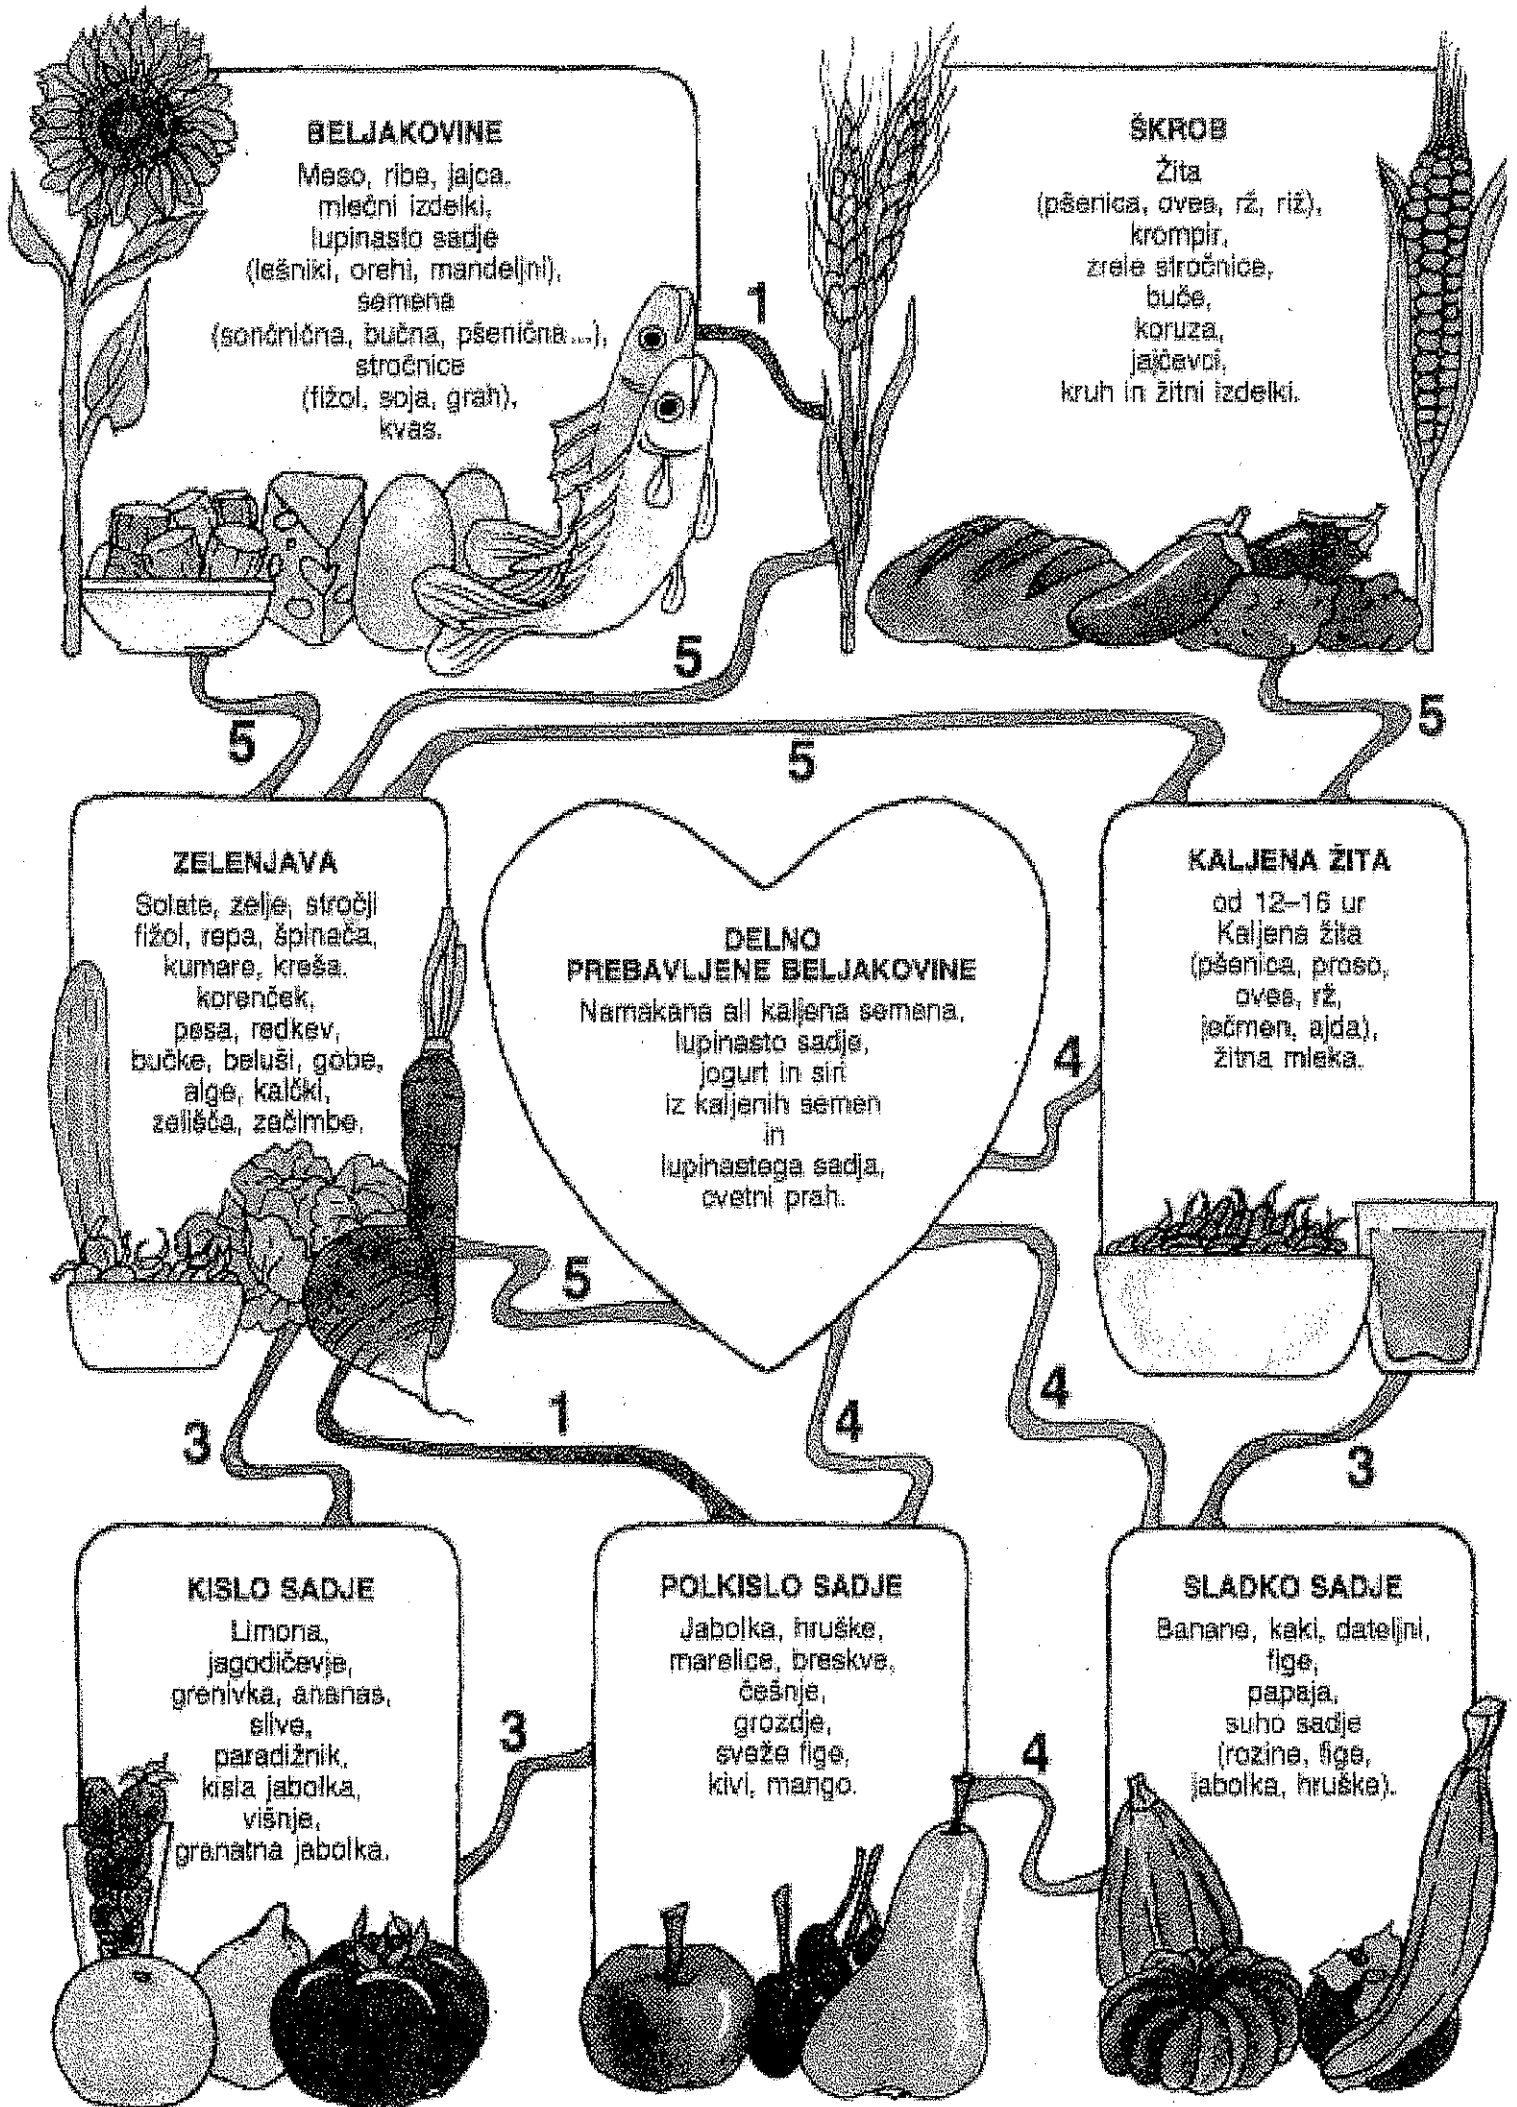 BELJAKOVINE
Meso, ribe, jajca,
mlečni izdelki,
lupinasto sadje
(lešniki, orehi, mandeljni),
semena
(sončnična, bučna, pšenična...),
stročnice
(fižol, soja, grah),
kvas.
1
ŠKROB
Žita
(pšenica, oves, rž, riž),
krompir,
zrele stročnice,
buče,
koruza,
jajčevci,
kruh in žitni izdelki.
5
5
5
5
ZELENJAVA
Solate, zelje, stročji
fižol, repa, špinača,
kumare, kreša.
korenček,
pesa, redkev,
bučke, beluši, gobe,
alge, kalčki,
zelišča, začimbe.
DELNO
PREBAVLJENE BELJAKOVINE
Namakana ali kaljena semena,
lupinasto sadje,
jogurt in siri
iz kaljenih semen
in
lupinastega sadja,
cvetni prah.
4
KALJENA ŽITA
od 12–16 ur
Kaljena žita
(pšenica, proso,
oves, rž,
ječmen, ajda),
žitna mleka.
5
3
1
4
4
3
KISLO SADJE
Limona,
jagodičevje,
grenivka, ananas,
slive,
paradižnik,
kisla jabolka,
višnje,
granatna jabolka.
3
POLKISLO SADJE
Jabolka, hruške,
marelice, breskve,
češnje,
grozdje,
sveže fige,
kivi, mango.
4
SLADKO SADJE
Banane, kaki, dateljni,
fige,
papaja,
suho sadje
(rozine, fige,
jabolka, hruške).